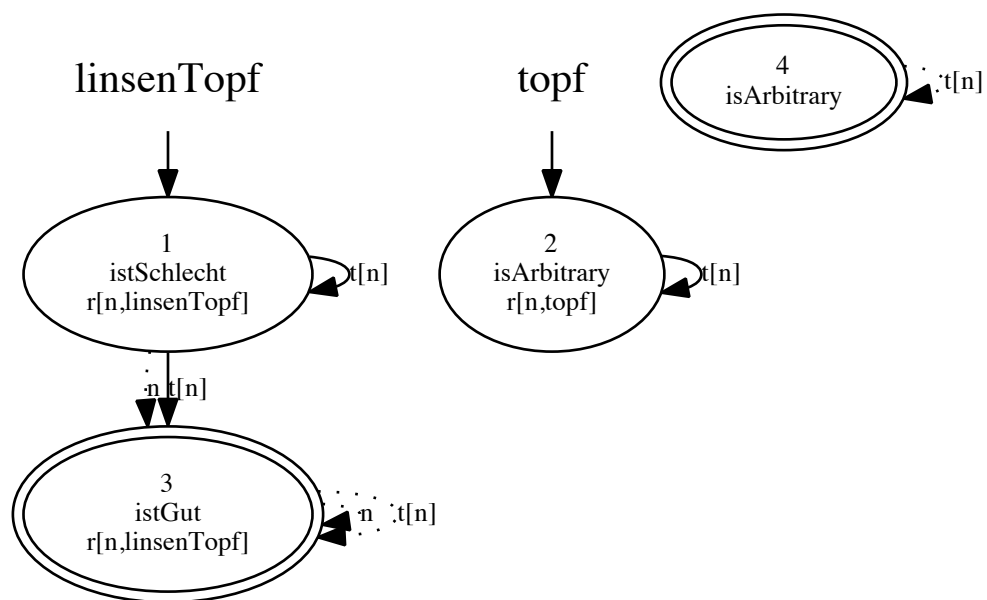 linsenTopf
topf
4
isArbitrary
t[n]
1
istSchlecht
r[n,linsenTopf]
t[n]
2
isArbitrary
r[n,topf]
t[n]
n
t[n]
3
istGut
r[n,linsenTopf]
n
t[n]